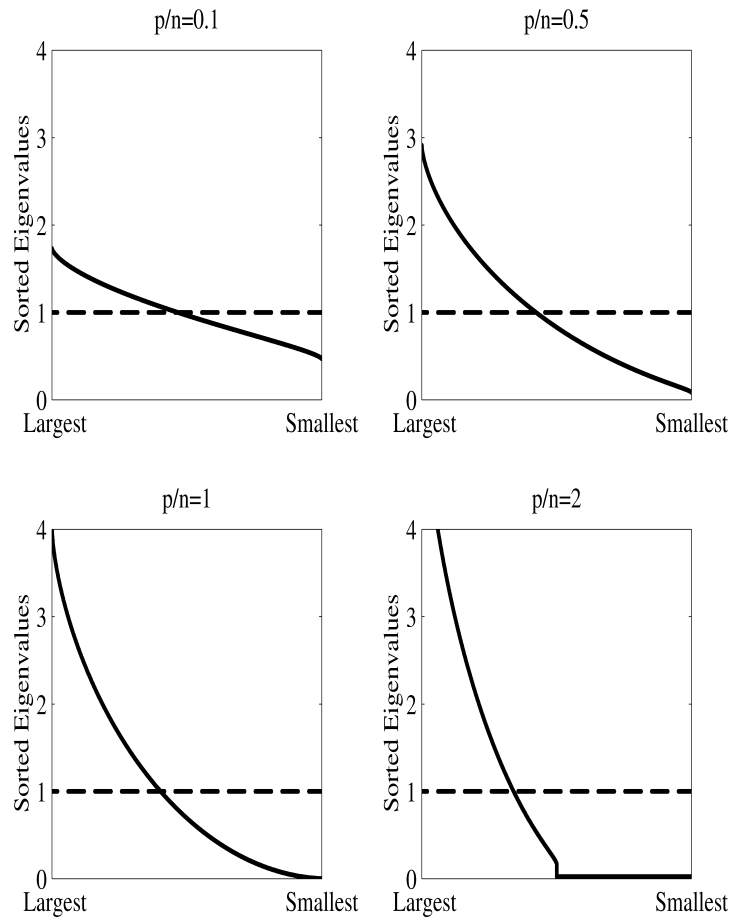 p/n=0.1
4
3
2
1
0
Sorted Eigenvalues
Largest Smallest
p/n=0.5
4
3
2
1
0
Sorted Eigenvalues
Largest Smallest
p/n=1
4
3
2
1
0
Sorted Eigenvalues
Largest Smallest
p/n=2
4
3
2
1
0
Sorted Eigenvalues
Largest Smallest